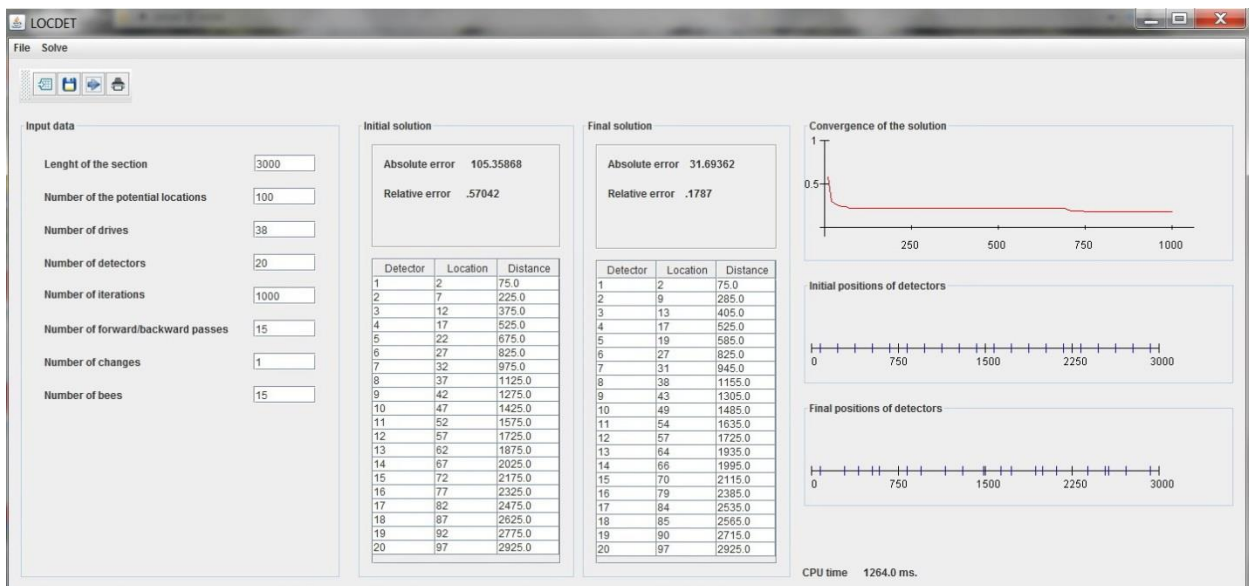 LOCDET
File Solve
Input data
Lenght of the section 3000
Number of the potential locations 100
Number of drives 38
Number of detectors 20
Number of iterations 1000
Number of forward/backward passes 15
Number of changes 1
Number of bees 15
Initial solution
Absolute error 105.35868
Relative error .57042
Detector Location Distance
1 2 75.0
2 7 225.0
3 12 375.0
4 17 525.0
5 22 675.0
6 27 825.0
7 32 975.0
8 37 1125.0
9 42 1275.0
10 47 1425.0
11 52 1575.0
12 57 1725.0
13 62 1875.0
14 67 2025.0
15 72 2175.0
16 77 2325.0
17 82 2475.0
18 87 2625.0
19 92 2775.0
20 97 2925.0
Final solution
Absolute error 31.69362
Relative error .1787
Detector Location Distance
1 2 75.0
2 9 285.0
3 13 405.0
4 17 525.0
5 19 585.0
6 27 825.0
7 31 945.0
8 38 1155.0
9 43 1305.0
10 49 1485.0
11 54 1635.0
12 57 1725.0
13 64 1935.0
14 66 1995.0
15 70 2115.0
16 79 2385.0
17 84 2535.0
18 85 2565.0
19 90 2715.0
20 97 2925.0
Convergence of the solution
1
0.5
250 500 750 1000
Initial positions of detectors
0 750 1500 2250 3000
Final positions of detectors
0 750 1500 2250 3000
CPU time 1264.0 ms.